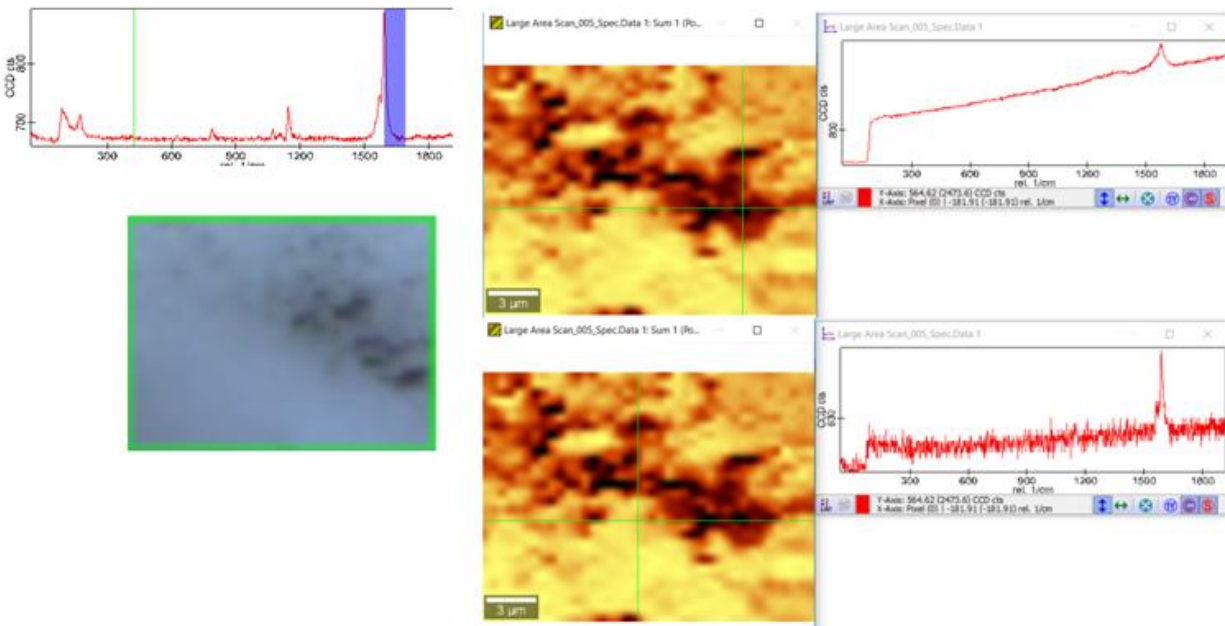 CCD cts
800
700
300 600 900 1200 1500 1800
rel. 1/cm
Large Area Scan_005_Spec.Data 1: Sum 1 (Po...
3 µm
Large Area Scan_005_Spec.Data 1
CCD cts
800
300 600 900 1200 1500 1800
rel. 1/cm
Y-Axis: 564.62 (2473.6) CCD cts
X-Axis: Pixel (0) | -181.91 (-181.91) rel. 1/cm
Large Area Scan_005_Spec.Data 1: Sum 1 (Po...
3 µm
Large Area Scan_005_Spec.Data 1
CCD cts
630
300 600 900 1200 1500 1800
rel. 1/cm
Y-Axis: 564.62 (2473.6) CCD cts
X-Axis: Pixel (0) | -181.91 (-181.91) rel. 1/cm